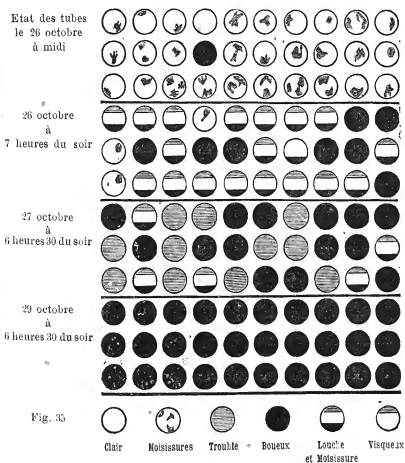 Etat des tubes
le 26 octobre
à midi
26 octobre
à
7 heures du soir
27 octobre
à
6 heures 30 du soir
29 octobre
à
6 heures 30 du soir
Fig. 35
Clair Moisissures Trouble Boueux Louche et Moisissure Visqueux